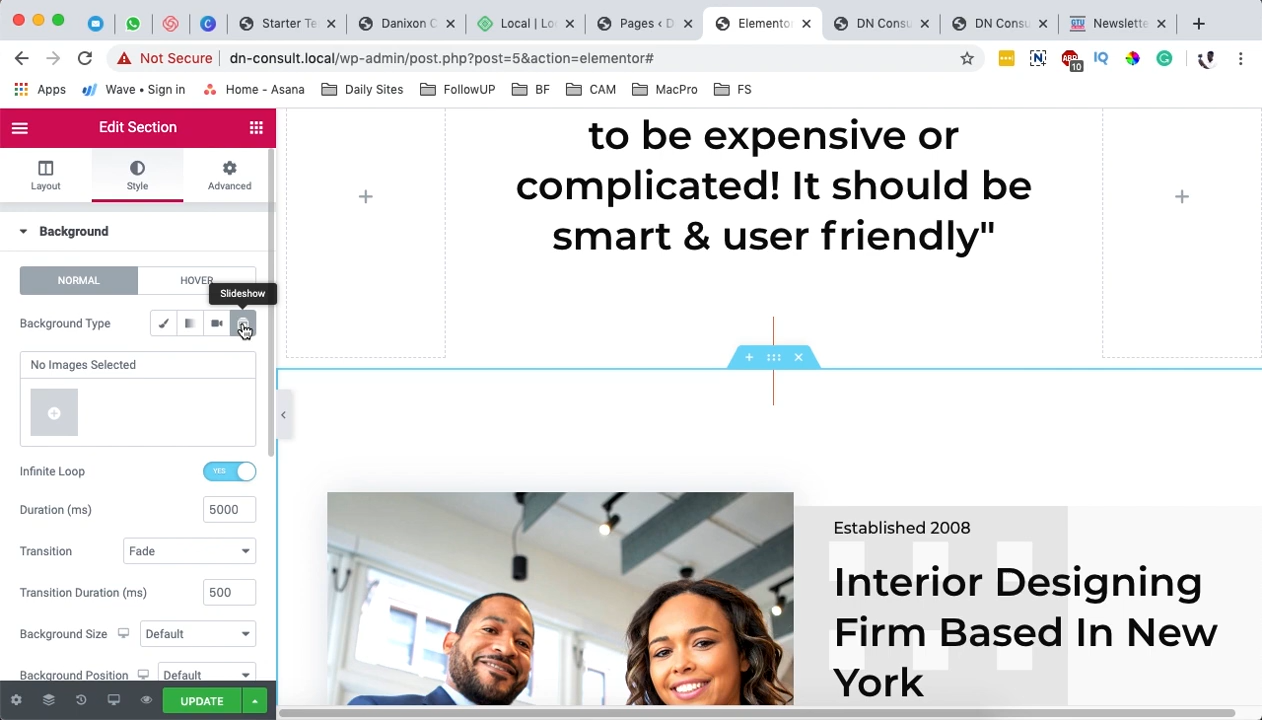 Starter Te
Danixon C
Local | Lo
Pages ‹ D
Elementor
DN Consu
DN Consu
Newslette
Not Secure
dn-consult.local/wp-admin/post.php?post=5&action=elementor#
10
IQ
Apps
Wave • Sign in
Home - Asana
Daily Sites
FollowUP
BF
CAM
MacPro
FS
Edit Section
Layout
Style
Advanced
Background
NORMAL
HOVER
Slideshow
Background Type
No Images Selected
Infinite Loop
YES
Duration (ms)
5000
Transition
Fade
Transition Duration (ms)
500
Background Size
Default
Background Position
Default
UPDATE
to be expensive or
complicated! It should be
smart & user friendly"
Established 2008
Interior Designing
Firm Based In New
York